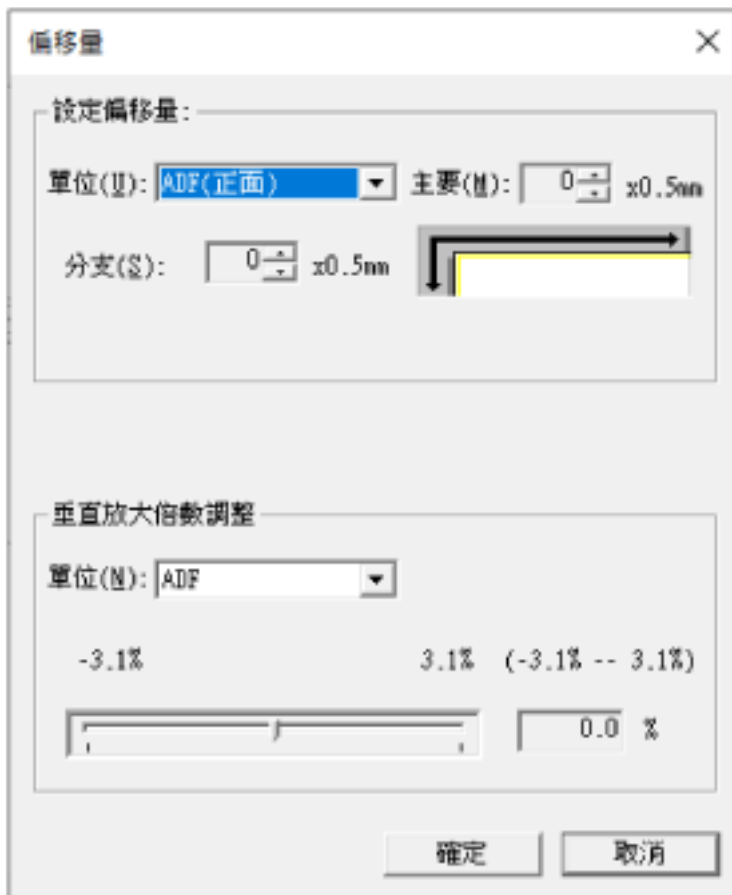 偏移量
設定偏移量:
單位(U): ADF(正面) 主要(M): 0 x0.5mm
分支(S): 0 x0.5mm
垂直放大倍數調整
單位(N): ADF
-3.1% 3.1% (-3.1% -- 3.1%)
0.0 %
確定 取消